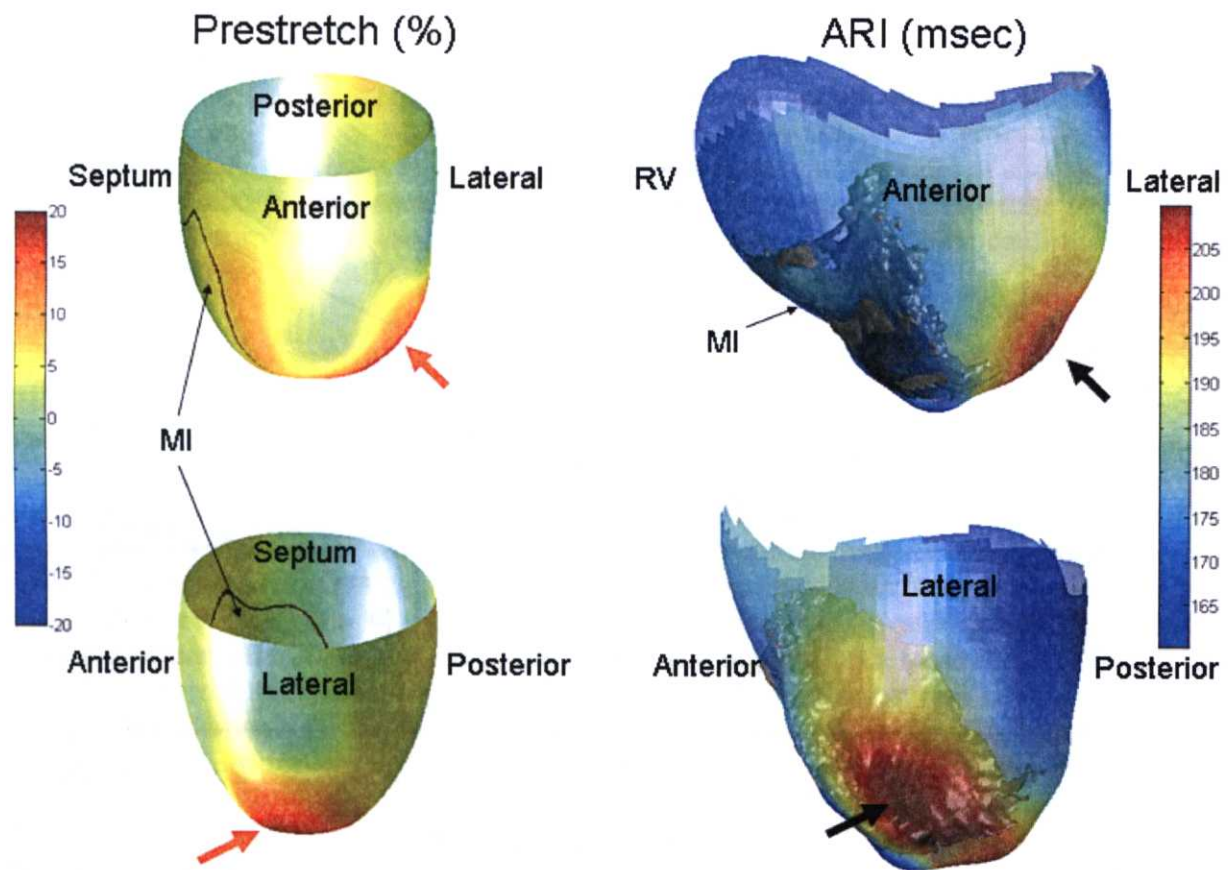 Prestretch (%)
ARI (msec)
Posterior
Septum
Lateral
Anterior
20
15
10
5
0
-5
-10
-15
-20
MI
Septum
Anterior
Lateral
Posterior
RV
Anterior
Lateral
MI
205
200
195
190
185
180
175
170
165
Lateral
Anterior
Posterior